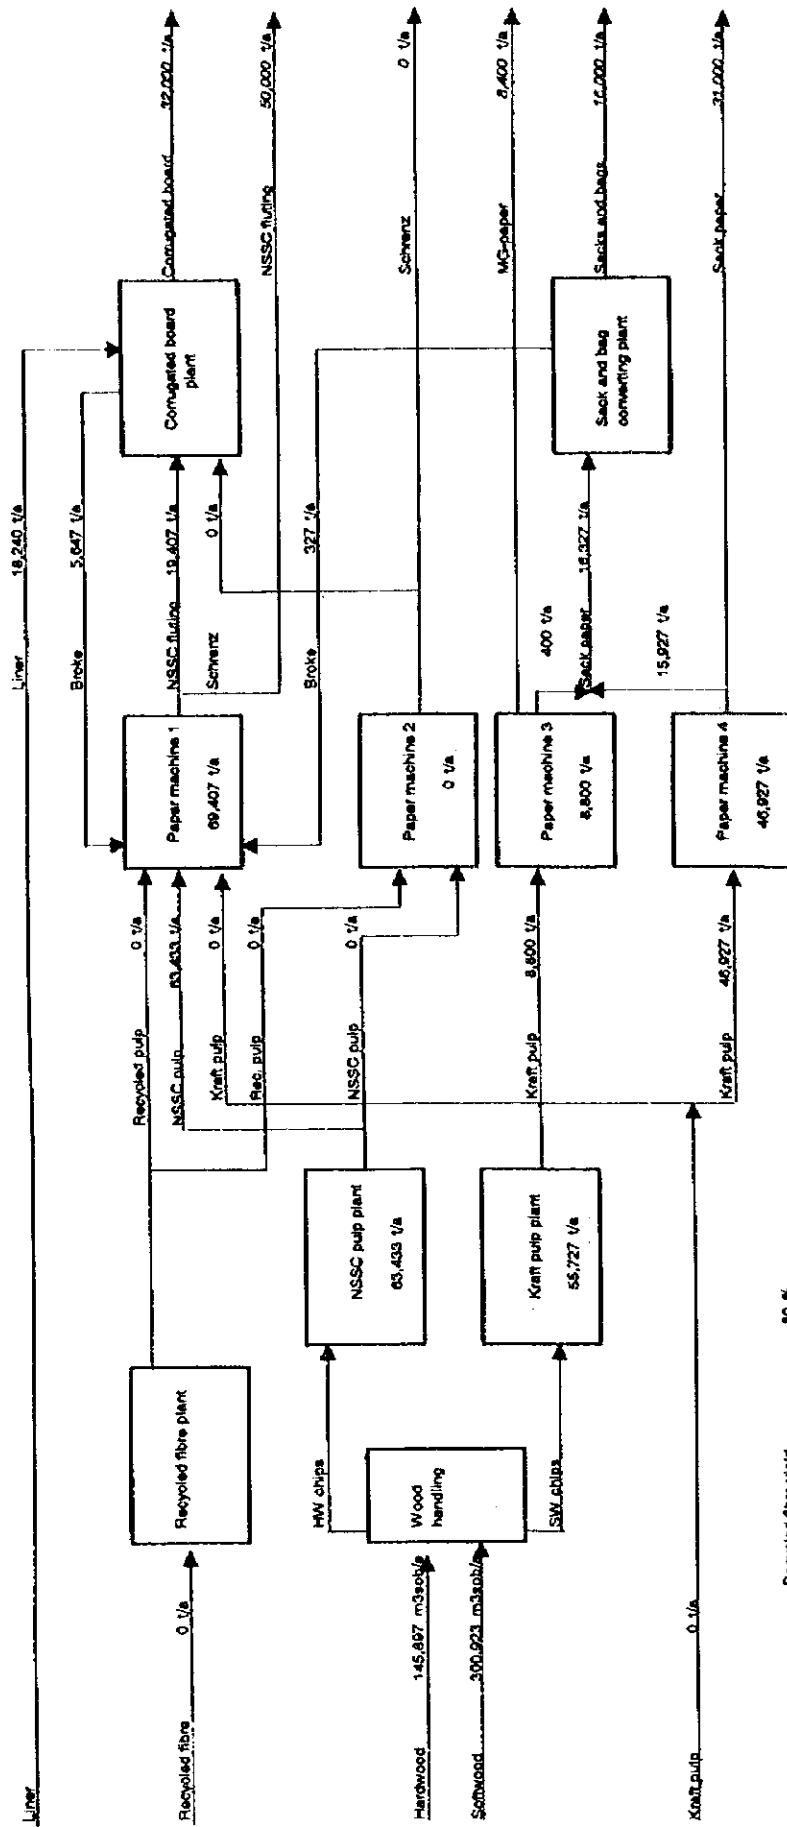 Liner
Liner 18,240 t/a
Broke 5,647 t/a
Recycled fibre 0 t/a
Recycled fibre plant
Recycled pulp 0 t/a
NSSC pulp 63,433 t/a
Kraft pulp 0 t/a
Rec. pulp 0 t/a
Paper machine 1
69,407 t/a
NSSC fluting 19,407 t/a
Schrenz 0 t/a
Corrugated board
plant
Corrugated board 32,000 t/a
NSSC fluting 50,000 t/a
Broke 327 t/a
Hardwood 145,897 m3sob/a
Softwood 300,923 m3sob/a
HW chips
Wood
handling
SW chips
NSSC pulp plant
63,433 t/a
NSSC pulp 0 t/a
Paper machine 2
0 t/a
Schrenz 0 t/a
Kraft pulp plant
55,727 t/a
Kraft pulp 8,800 t/a
Paper machine 3
8,800 t/a
MG-paper 8,400 t/a
400 t/a
Sack paper 16,327 t/a
15,927 t/a
Sack and bag
converting plant
Sacks and bags 16,000 t/a
Kraft pulp 0 t/a
Kraft pulp 46,927 t/a
Paper machine 4
46,927 t/a
Sack paper 31,000 t/a